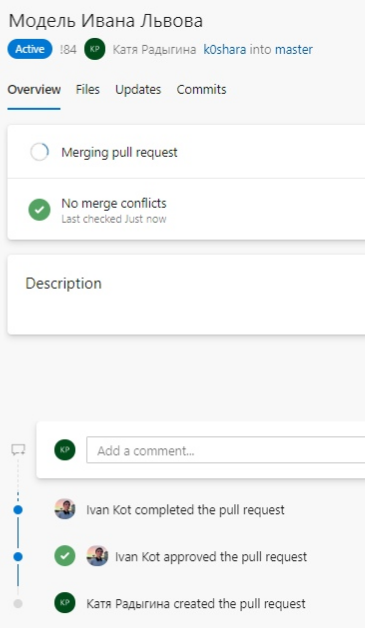 Модель Ивана Львова
Active !84 KP Катя Радыгина k0shara into master
Overview Files Updates Commits
Merging pull request
No merge conflicts
Last checked Just now
Description
KP Add a comment...
Ivan Kot completed the pull request
Ivan Kot approved the pull request
KP Катя Радыгина created the pull request